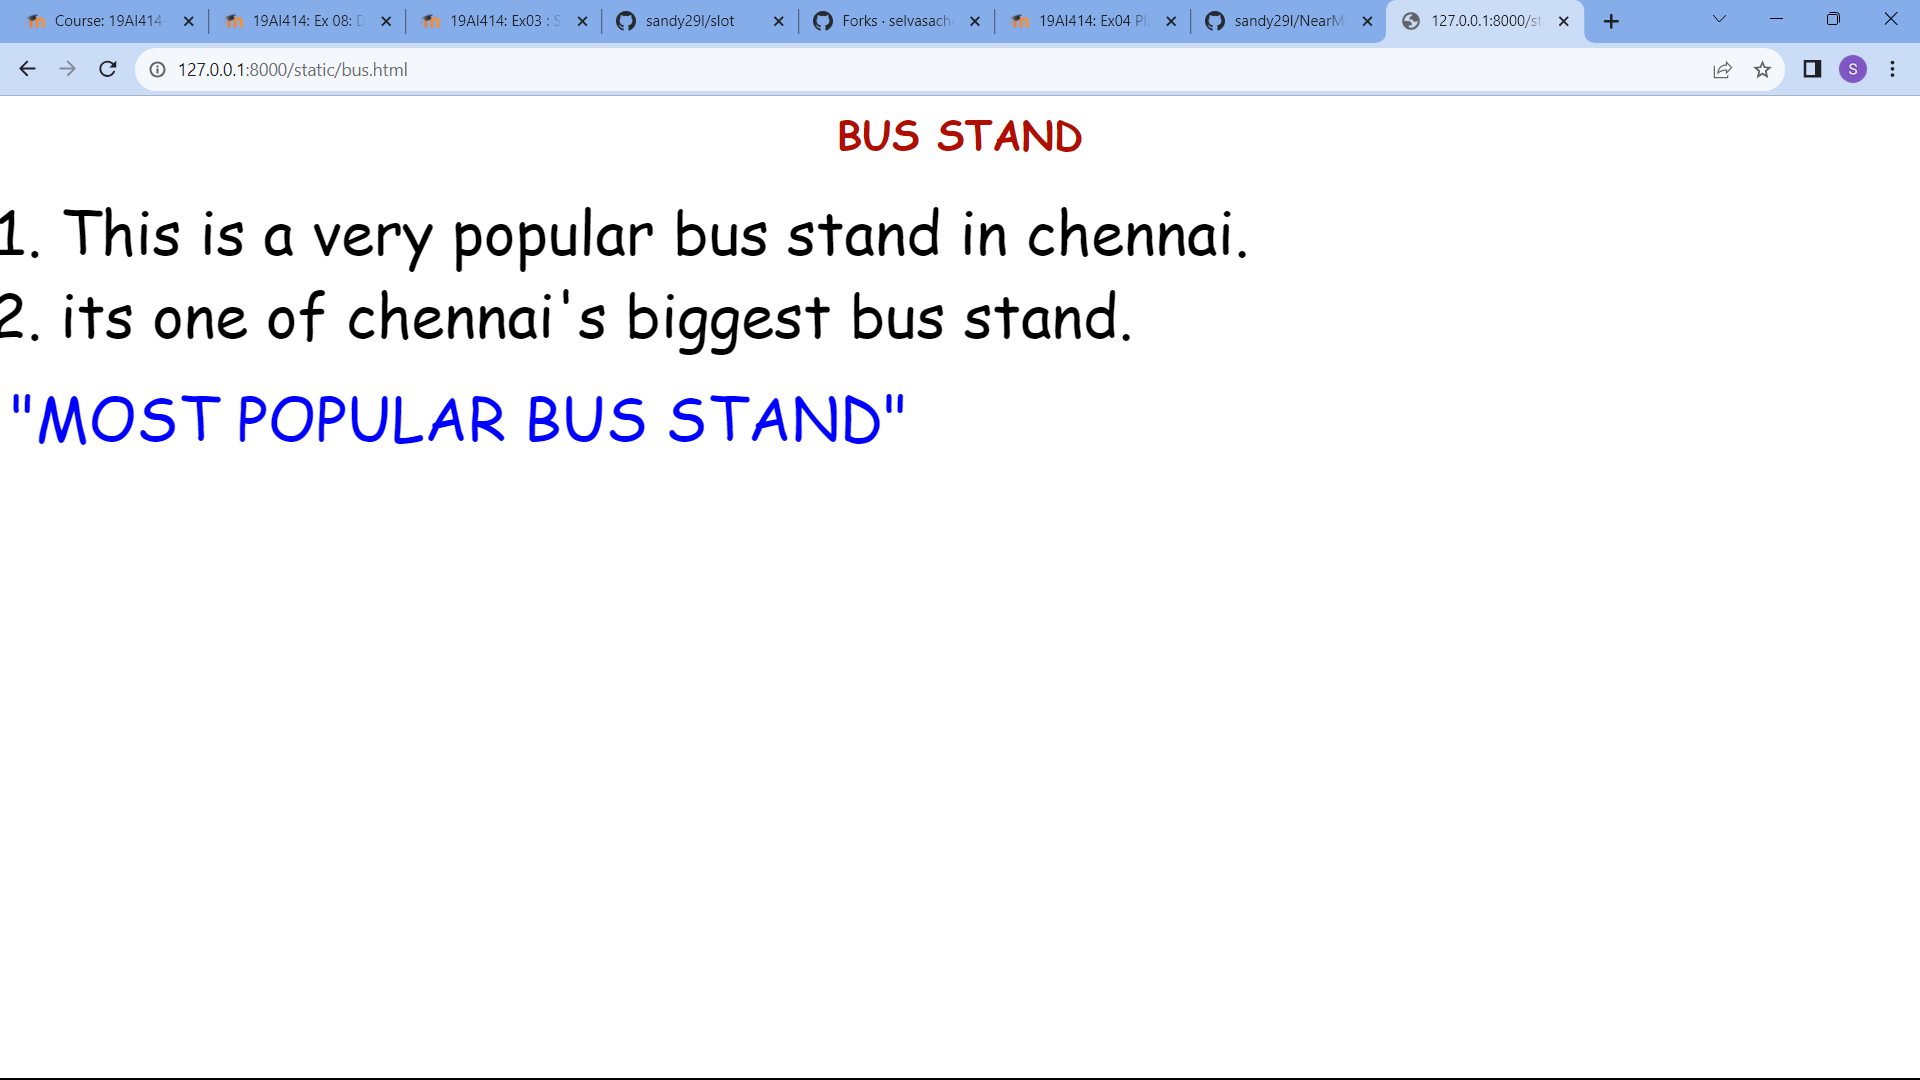 Course: 19AI414-
19AI414: Ex 08: D
19AI414: Ex03 : S
sandy29l/slot
Forks · selvasach
19AI414: Ex04 Pl
sandy29l/NearM
127.0.0.1:8000/st
127.0.0.1:8000/static/bus.html
S
BUS STAND
1. This is a very popular bus stand in chennai.
2. its one of chennai's biggest bus stand.
"MOST POPULAR BUS STAND"